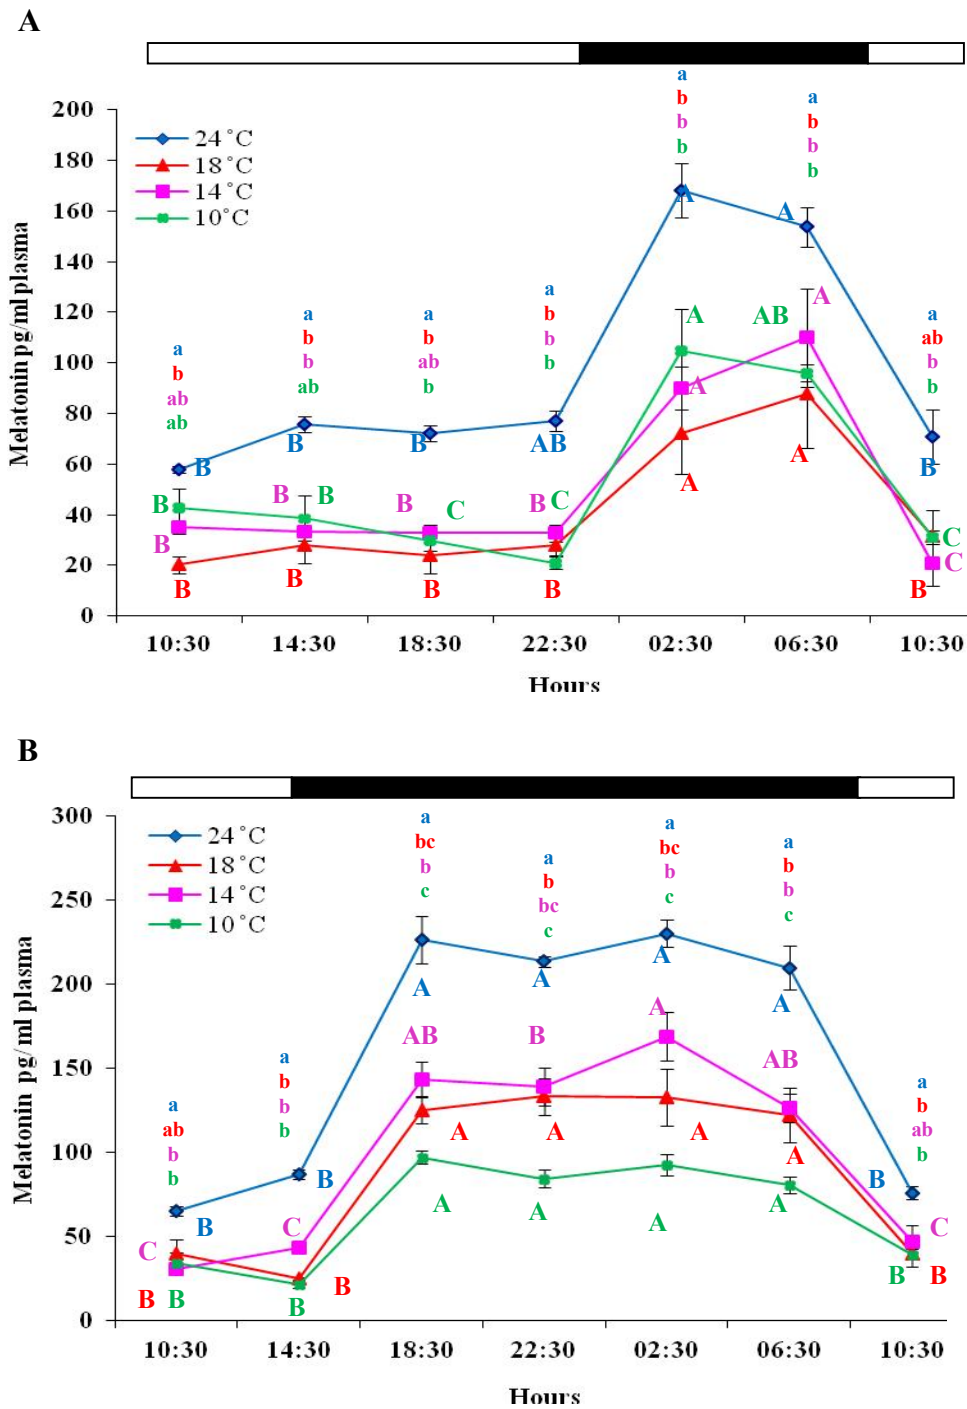 A
a
b
b
b
a
b
b
b
200
180
160
140
120
100
80
60
40
20
0
24˚C
18˚C
14˚C
10˚C
Melatonin pg/ml plasma
a
b
ab
ab
a
b
b
ab
a
b
ab
b
a
b
b
b
a
ab
b
b
A
A
A
A
AB
A
A
A
B
B
B
AB
B
B
B
B
B
C
B
C
B
B
B
B
B
C
C
B
10:30 14:30 18:30 22:30 02:30 06:30 10:30
Hours
B
300
250
200
150
100
50
0
24˚C
18˚C
14˚C
10˚C
Melatonin pg/ ml plasma
a
bc
b
c
a
b
bc
c
a
bc
b
c
a
b
b
c
a
ab
b
b
a
b
b
b
a
b
ab
b
A
A
A
A
AB
B
A
AB
A
A
A
A
A
A
A
A
B
B
B
C
C
C
B
B
B
B
B
B
10:30 14:30 18:30 22:30 02:30 06:30 10:30
Hours